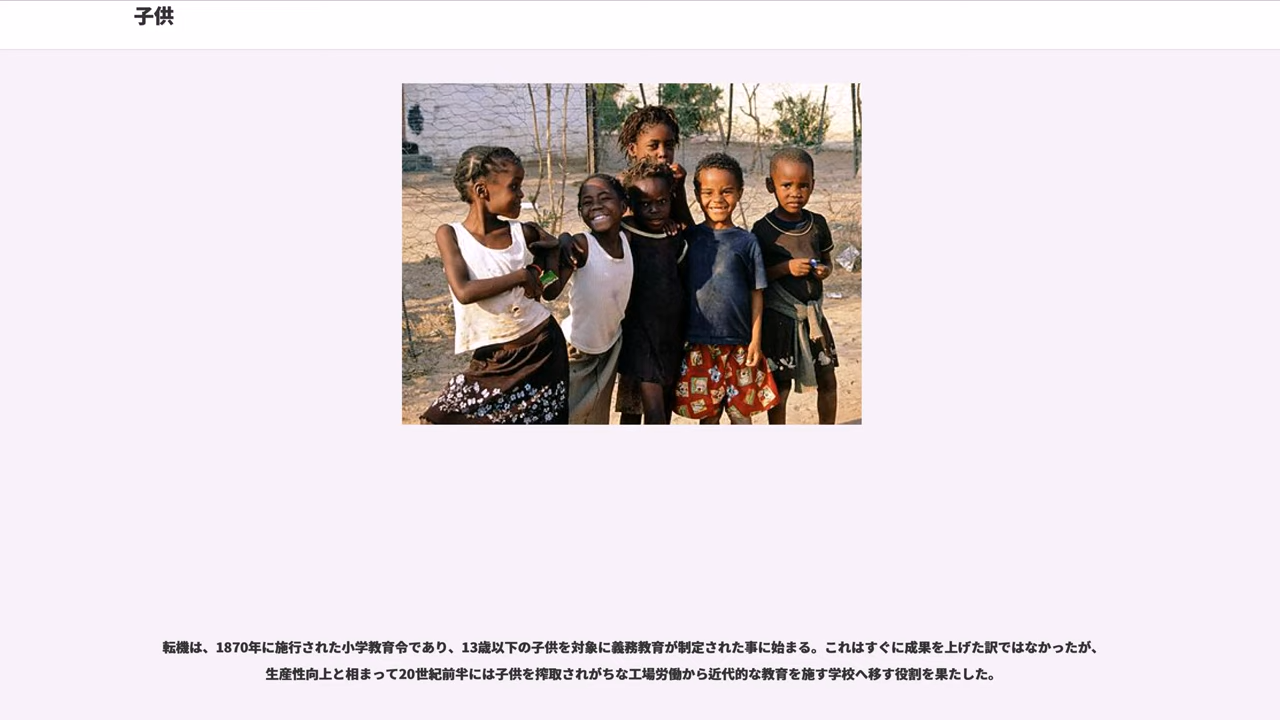 子供
転機は、1870年に施行された小学教育令であり、13歳以下の子供を対象に義務教育が制定された事に始まる。これはすぐに成果を上げた訳ではなかったが、
生産性向上と相まって20世紀前半には子供を搾取されがちな工場労働から近代的な教育を施す学校へ移す役割を果たした。